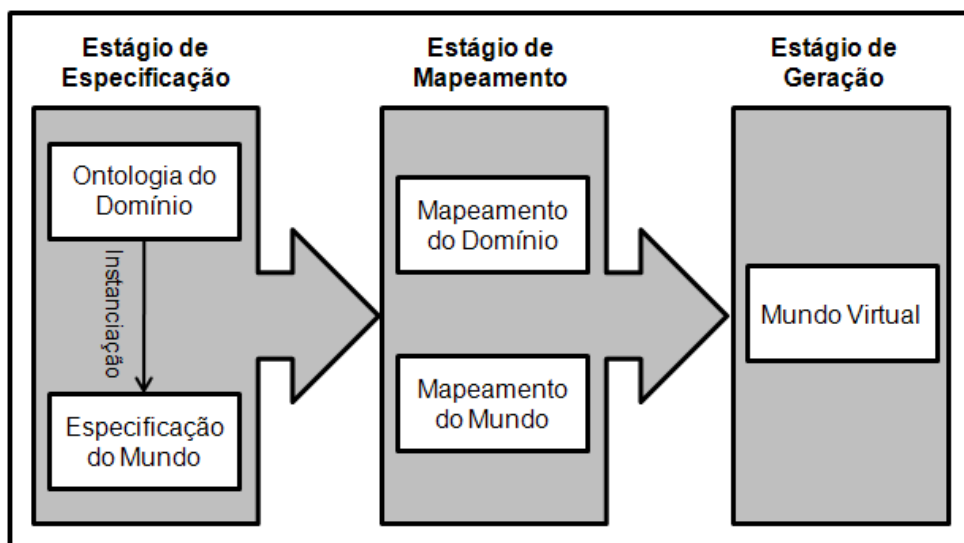 Estágio de
Especificação
Ontologia do
Domínio
Instanciação
Especificação
do Mundo
Estágio de
Mapeamento
Mapeamento
do Domínio
Mapeamento
do Mundo
Estágio de
Geração
Mundo Virtual